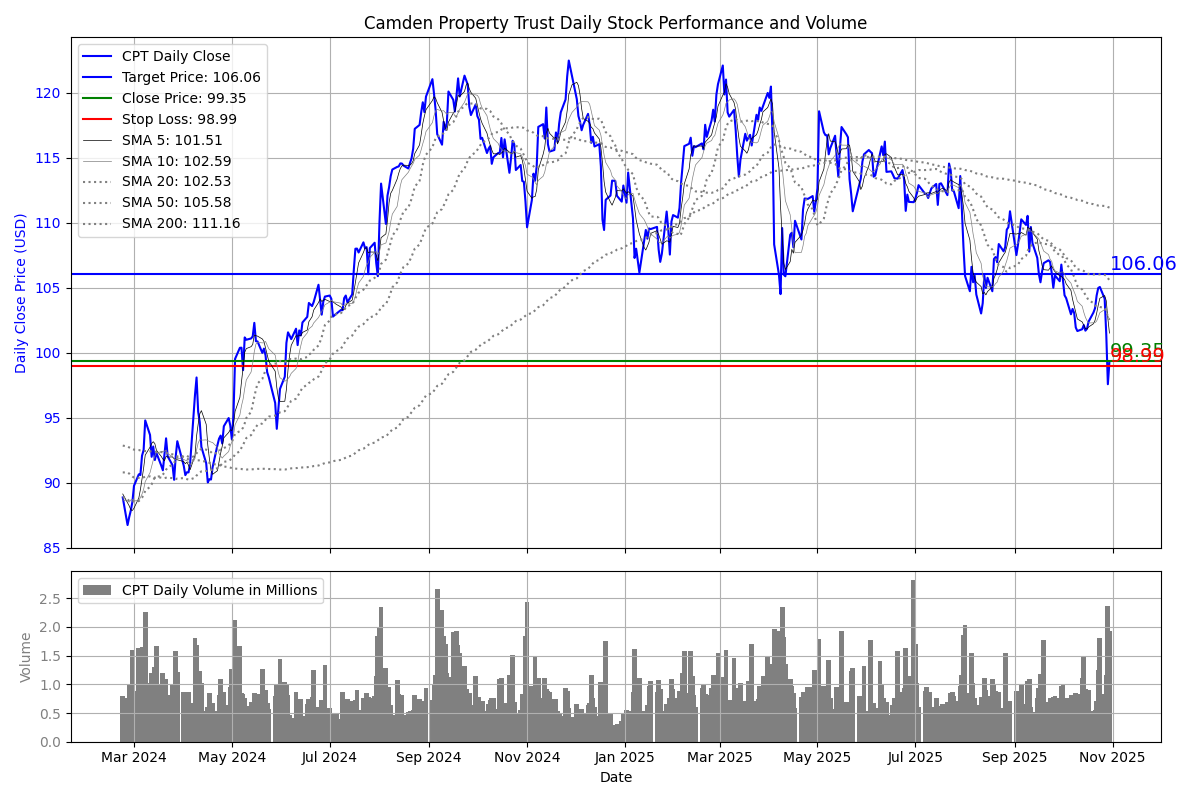 Camden Property Trust Daily Stock Performance and Volume
CPT Daily Close
Target Price: 106.06
Close Price: 99.35
Stop Loss: 98.99
SMA 5: 101.51
SMA 10: 102.59
SMA 20: 102.53
SMA 50: 105.58
SMA 200: 111.16
Daily Close Price (USD)
120
115
110
105
100
95
90
85
106.06
99.35
98.99
CPT Daily Volume in Millions
Volume
2.5
2.0
1.5
1.0
0.5
0.0
Mar 2024 May 2024 Jul 2024 Sep 2024 Nov 2024 Jan 2025 Mar 2025 May 2025 Jul 2025 Sep 2025 Nov 2025
Date